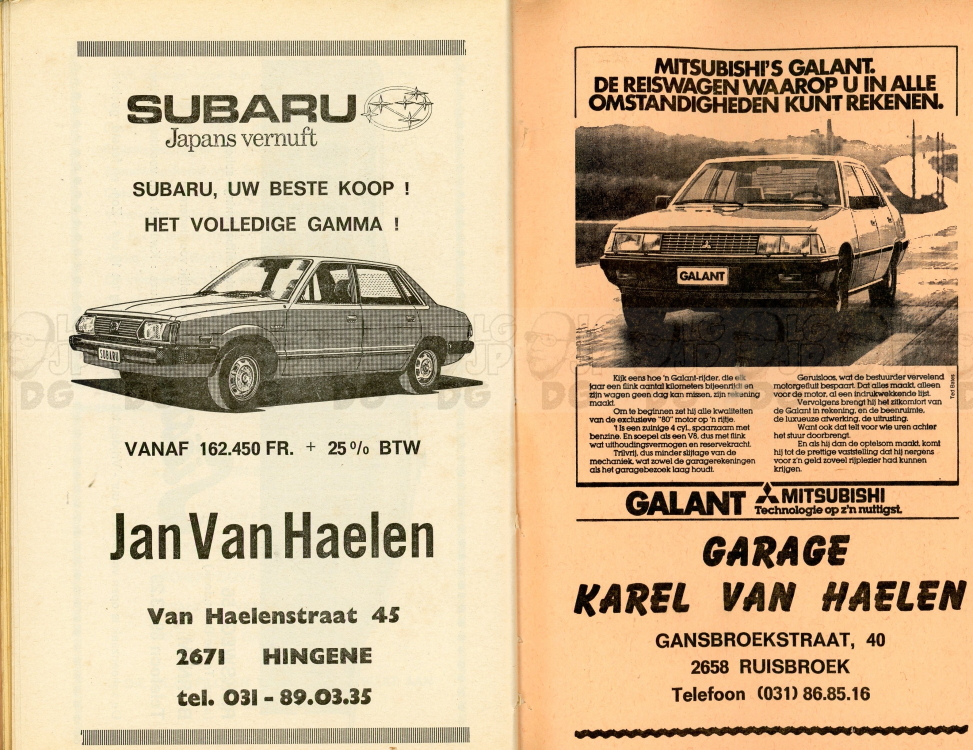 SUBARU
Japans vernuft
SUBARU, UW BESTE KOOP !
HET VOLLEDIGE GAMMA !
SUBARU
VANAF 162.450 FR. + 25% BTW
Jan Van Haelen
Van Haelenstraat 45
2671 HINGENE
tel. 031 - 89.03.35
MITSUBISHI'S GALANT.
DE REISWAGEN WAAROP U IN ALLE
OMSTANDIGHEDEN KUNT REKENEN.
GALANT
Kijk eens hoe 'n Galant-rijder, die elk
jaar een flink aantal kilometers bijeenrijdt en
zijn wagen geen dag kan missen, zijn rekening
maakt.
Om te beginnen zet hij alle kwaliteiten
van de exclusieve "80" motor op 'n rijtje.
't Is een zuinige 4 cyl., spaarzaam met
benzine. En soepel als een V8, dus met flink
wat uithoudingsvermogen en reservekracht.
Trilvrij, dus minder slijtage van de
mechaniek, wat zowel de garagerekeningen
als het garagebezoek laag houdt.
Geruisloos, wat de bestuurder vervelend
motorgefluit bespaart. Dat alles maakt, alleen
voor de motor, al een indrukwekkende lijst.
Vervolgens brengt hij het zitkomfort van
de Galant in rekening, en de beenruimte,
de luxueuze afwerking, de uitrusting.
Want ook dat telt voor wie uren achter
het stuur doorbrengt.
En als hij dan de optelsom maakt, komt
hij tot de prettige vaststelling dat hij nergens
voor z'n geld zoveel rijplezier had kunnen
krijgen.
GALANT MITSUBISHI
Technologie op z'n nuttigst.
GARAGE
KAREL VAN HAELEN
GANSBROEKSTRAAT, 40
2658 RUISBROEK
Telefoon (031) 86.85.16